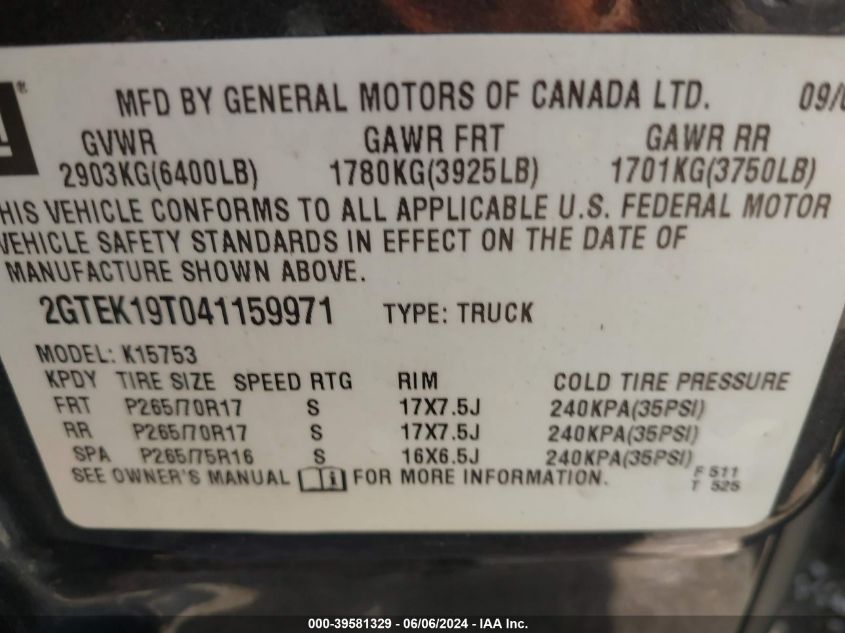 ®
MFD BY GENERAL MOTORS OF CANADA LTD. 09/0
GVWR GAWR FRT GAWR RR
2903KG(6400LB) 1780KG(3925LB) 1701KG(3750LB)
HIS VEHICLE CONFORMS TO ALL APPLICABLE U.S. FEDERAL MOTOR
VEHICLE SAFETY STANDARDS IN EFFECT ON THE DATE OF
MANUFACTURE SHOWN ABOVE.
2GTEK19T041159971 TYPE: TRUCK
MODEL: K15753
KPDY TIRE SIZE SPEED RTG RIM COLD TIRE PRESSURE
FRT P265/70R17 S 17X7.5J 240KPA(35PSI)
RR P265/70R17 S 17X7.5J 240KPA(35PSI)
SPA P265/75R16 S 16X6.5J 240KPA(35PSI)
SEE OWNER'S MANUAL i FOR MORE INFORMATION. F 511
T 525
000-39581329 - 06/06/2024 - IAA Inc.